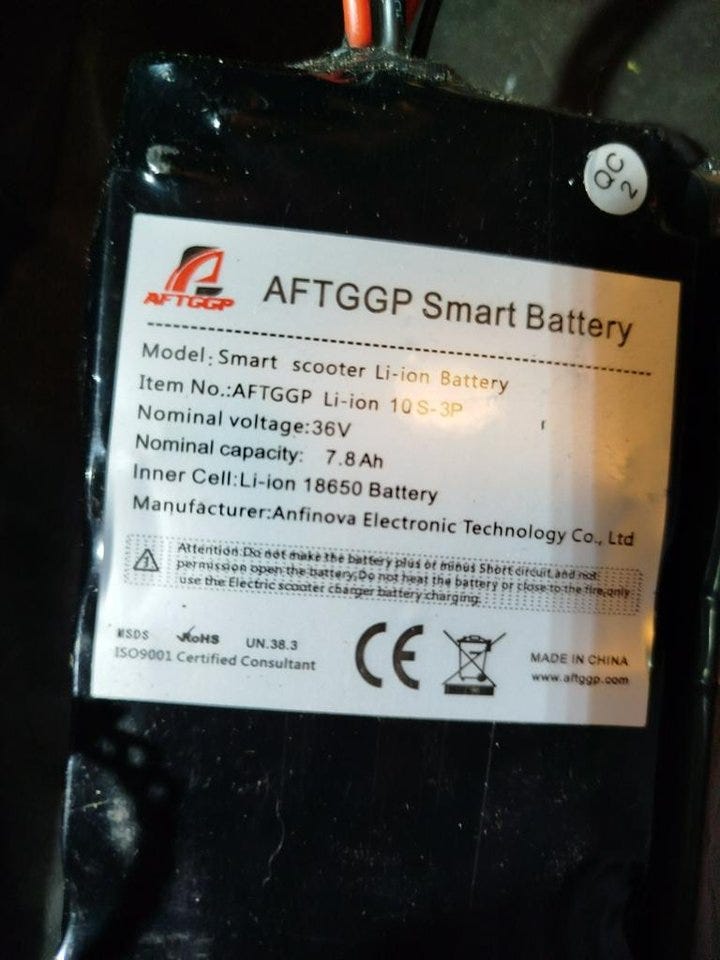 QC
2
AFTGGP
AFTGGP Smart Battery
Model: Smart scooter Li-ion Battery
Item No.:AFTGGP Li-ion 10S-3P
Nominal voltage:36V
Nominal capacity: 7.8Ah
Inner Cell:Li-ion 18650 Battery
Manufacturer:Anfinova Electronic Technology Co., Ltd
Attention:Do not make the battery plus or minus Short circuit,and not
permission open the battery,Do not heat the battery or close to the fire,only
use the Electric scooter charger battery charging.
MSDS RoHS UN.38.3
ISO9001 Certified Consultant
CE
MADE IN CHINA
www.aftggp.com